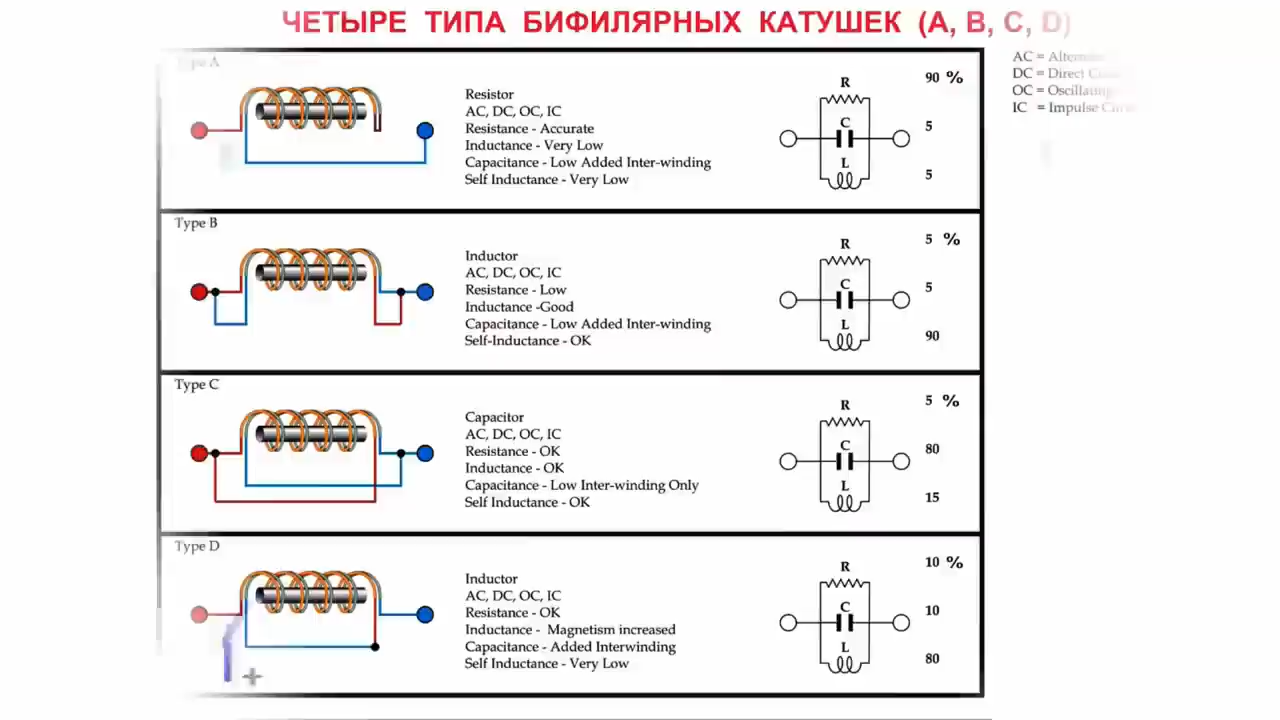 ЧЕТЫРЕ ТИПА БИФИЛЯРНЫХ КАТУШЕК (A, B, C, D)
AC =
DC = Direct
OC = Oscillating
IC = Impulse
Type A
Resistor
AC, DC, OC, IC
Resistance - Accurate
Inductance - Very Low
Capacitance - Low Added Inter-winding
Self Inductance - Very Low
R
C
L
90 %
5
5
Type B
Inductor
AC, DC, OC, IC
Resistance - Low
Inductance -Good
Capacitance - Low Added Inter-winding
Self-Inductance - OK
R
C
L
5 %
5
90
Type C
Capacitor
AC, DC, OC, IC
Resistance - OK
Inductance - OK
Capacitance - Low Inter-winding Only
Self Inductance - OK
R
C
L
5 %
80
15
Type D
Inductor
AC, DC, OC, IC
Resistance - OK
Inductance - Magnetism increased
Capacitance - Added Interwinding
Self Inductance - Very Low
R
C
L
10 %
10
80